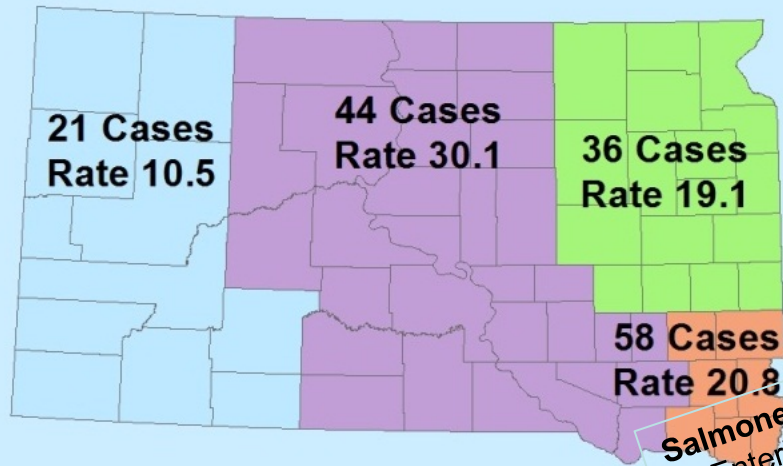 21 Cases
Rate 10.5
44 Cases
Rate 30.1
36 Cases
Rate 19.1
58 Cases
Rate 20.8
Salmone
Enter